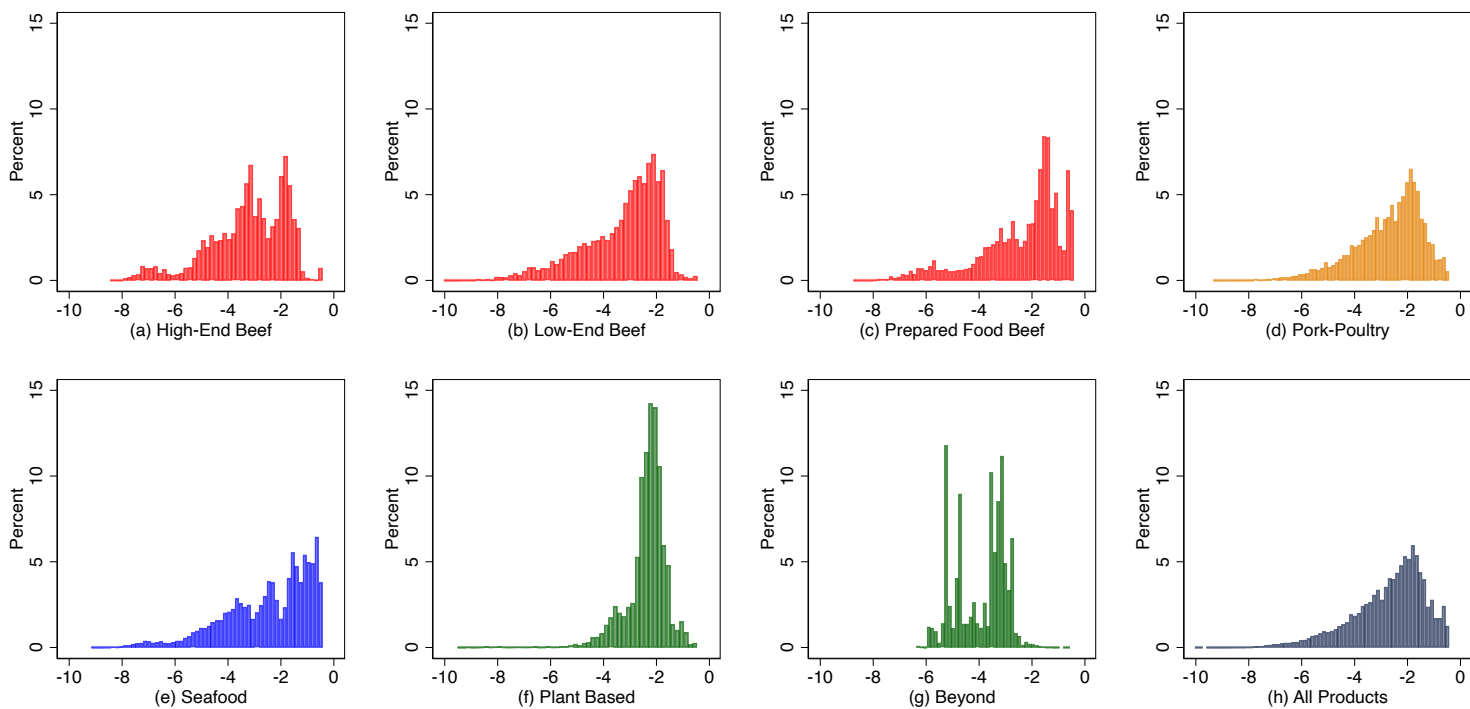 15
10
5
0
Percent
-10 -8 -6 -4 -2 0
(a) High-End Beef
15
10
5
0
Percent
-10 -8 -6 -4 -2 0
(b) Low-End Beef
15
10
5
0
Percent
-10 -8 -6 -4 -2 0
(c) Prepared Food Beef
15
10
5
0
Percent
-10 -8 -6 -4 -2 0
(d) Pork-Poultry
15
10
5
0
Percent
-10 -8 -6 -4 -2 0
(e) Seafood
15
10
5
0
Percent
-10 -8 -6 -4 -2 0
(f) Plant Based
15
10
5
0
Percent
-10 -8 -6 -4 -2 0
(g) Beyond
15
10
5
0
Percent
-10 -8 -6 -4 -2 0
(h) All Products